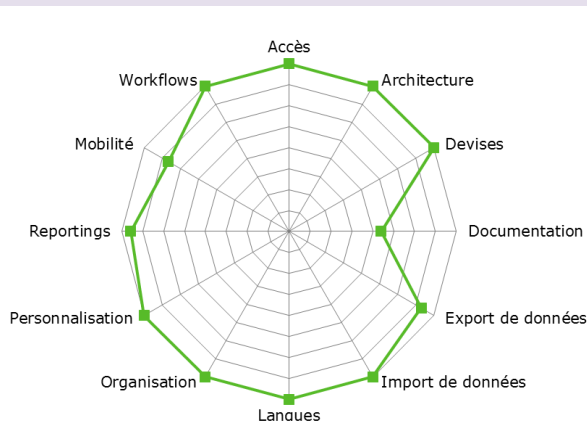 Accès
Workflows
Architecture
Mobilité
Devises
Reportings
Documentation
Personnalisation
Export de données
Organisation
Import de données
Langues